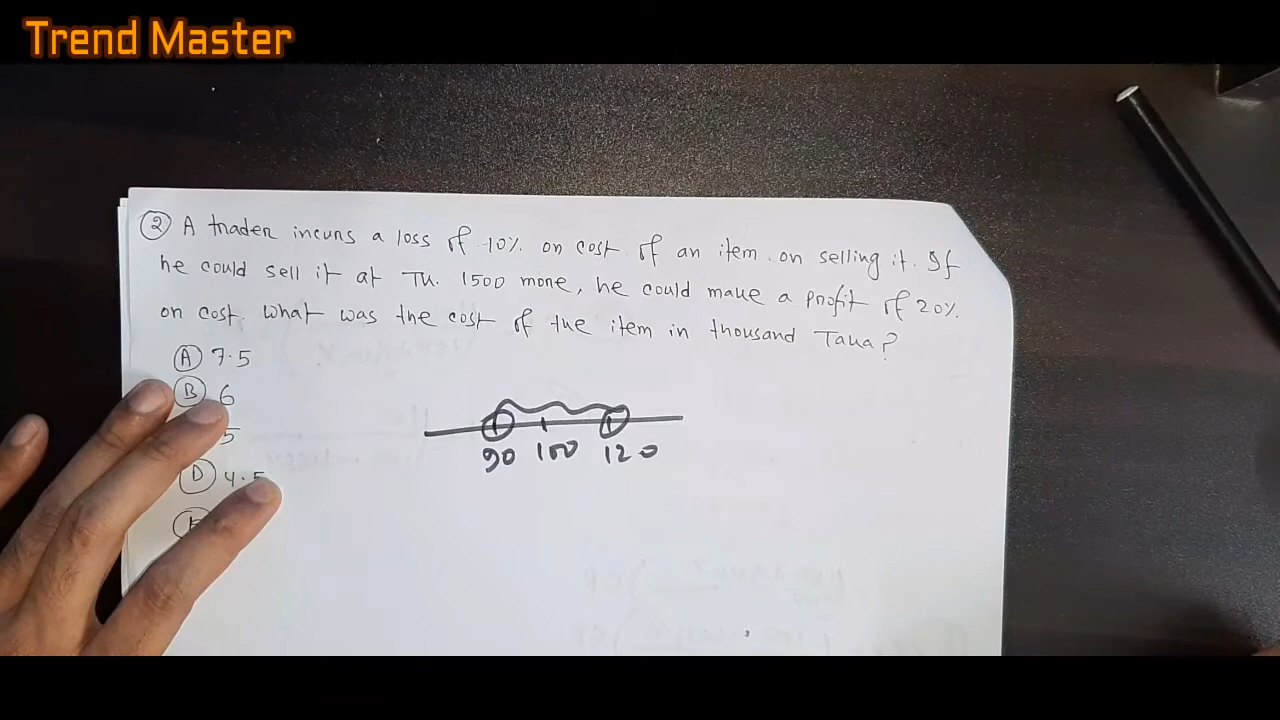 Trend Master
② A trader incurs a loss of 10% on cost of an item on selling it. If
he could sell it at TK. 1500 more, he could make a profit of 20%
on cost. What was the cost of the item in thousand Taka?
Ⓐ 7.5
Ⓑ 6
5
Ⓓ 4.5
90 100 120